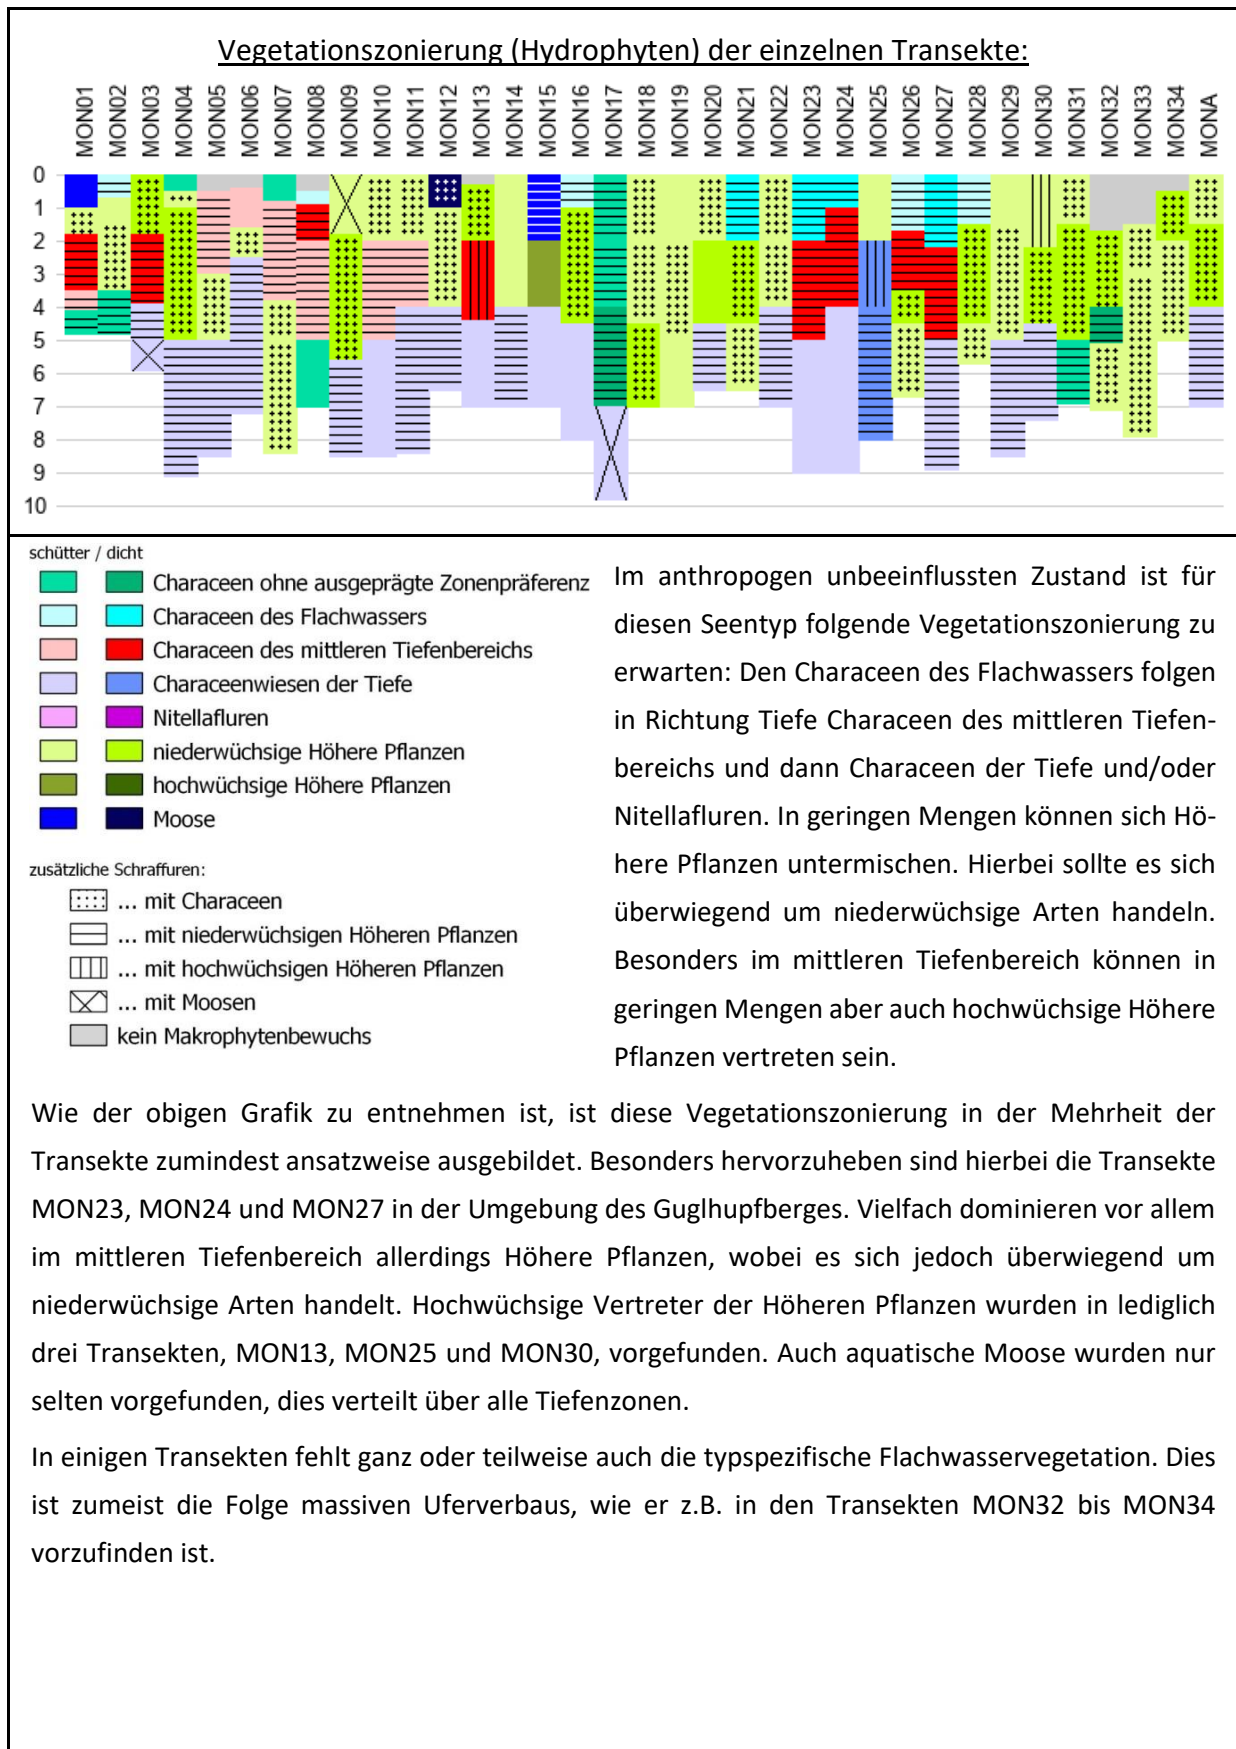 Vegetationszonierung (Hydrophyten) der einzelnen Transekte:
MON01 MON02 MON03 MON04 MON05 MON06 MON07 MON08 MON09 MON10 MON11 MON12 MON13 MON14 MON15 MON16 MON17 MON18 MON19 MON20 MON21 MON22 MON23 MON24 MON25 MON26 MON27 MON28 MON29 MON30 MON31 MON32 MON33 MON34 MONA
0
1
2
3
4
5
6
7
8
9
10
schütter / dicht
Characeen ohne ausgeprägte Zonenpräferenz
Characeen des Flachwassers
Characeen des mittleren Tiefenbereichs
Characeenwiesen der Tiefe
Nitellafluren
niederwüchsige Höhere Pflanzen
hochwüchsige Höhere Pflanzen
Moose
zusätzliche Schraffuren:
... mit Characeen
... mit niederwüchsigen Höheren Pflanzen
... mit hochwüchsigen Höheren Pflanzen
... mit Moosen
kein Makrophytenbewuchs
Im anthropogen unbeeinflussten Zustand ist für
diesen Seentyp folgende Vegetationszonierung zu
erwarten: Den Characeen des Flachwassers folgen
in Richtung Tiefe Characeen des mittleren Tiefen-
bereichs und dann Characeen der Tiefe und/oder
Nitellafluren. In geringen Mengen können sich Hö-
here Pflanzen untermischen. Hierbei sollte es sich
überwiegend um niederwüchsige Arten handeln.
Besonders im mittleren Tiefenbereich können in
geringen Mengen aber auch hochwüchsige Höhere
Pflanzen vertreten sein.
Wie der obigen Grafik zu entnehmen ist, ist diese Vegetationszonierung in der Mehrheit der
Transekte zumindest ansatzweise ausgebildet. Besonders hervorzuheben sind hierbei die Transekte
MON23, MON24 und MON27 in der Umgebung des Guglhupfberges. Vielfach dominieren vor allem
im mittleren Tiefenbereich allerdings Höhere Pflanzen, wobei es sich jedoch überwiegend um
niederwüchsige Arten handelt. Hochwüchsige Vertreter der Höheren Pflanzen wurden in lediglich
drei Transekten, MON13, MON25 und MON30, vorgefunden. Auch aquatische Moose wurden nur
selten vorgefunden, dies verteilt über alle Tiefenzonen.
In einigen Transekten fehlt ganz oder teilweise auch die typspezifische Flachwasservegetation. Dies
ist zumeist die Folge massiven Uferverbaus, wie er z.B. in den Transekten MON32 bis MON34
vorzufinden ist.